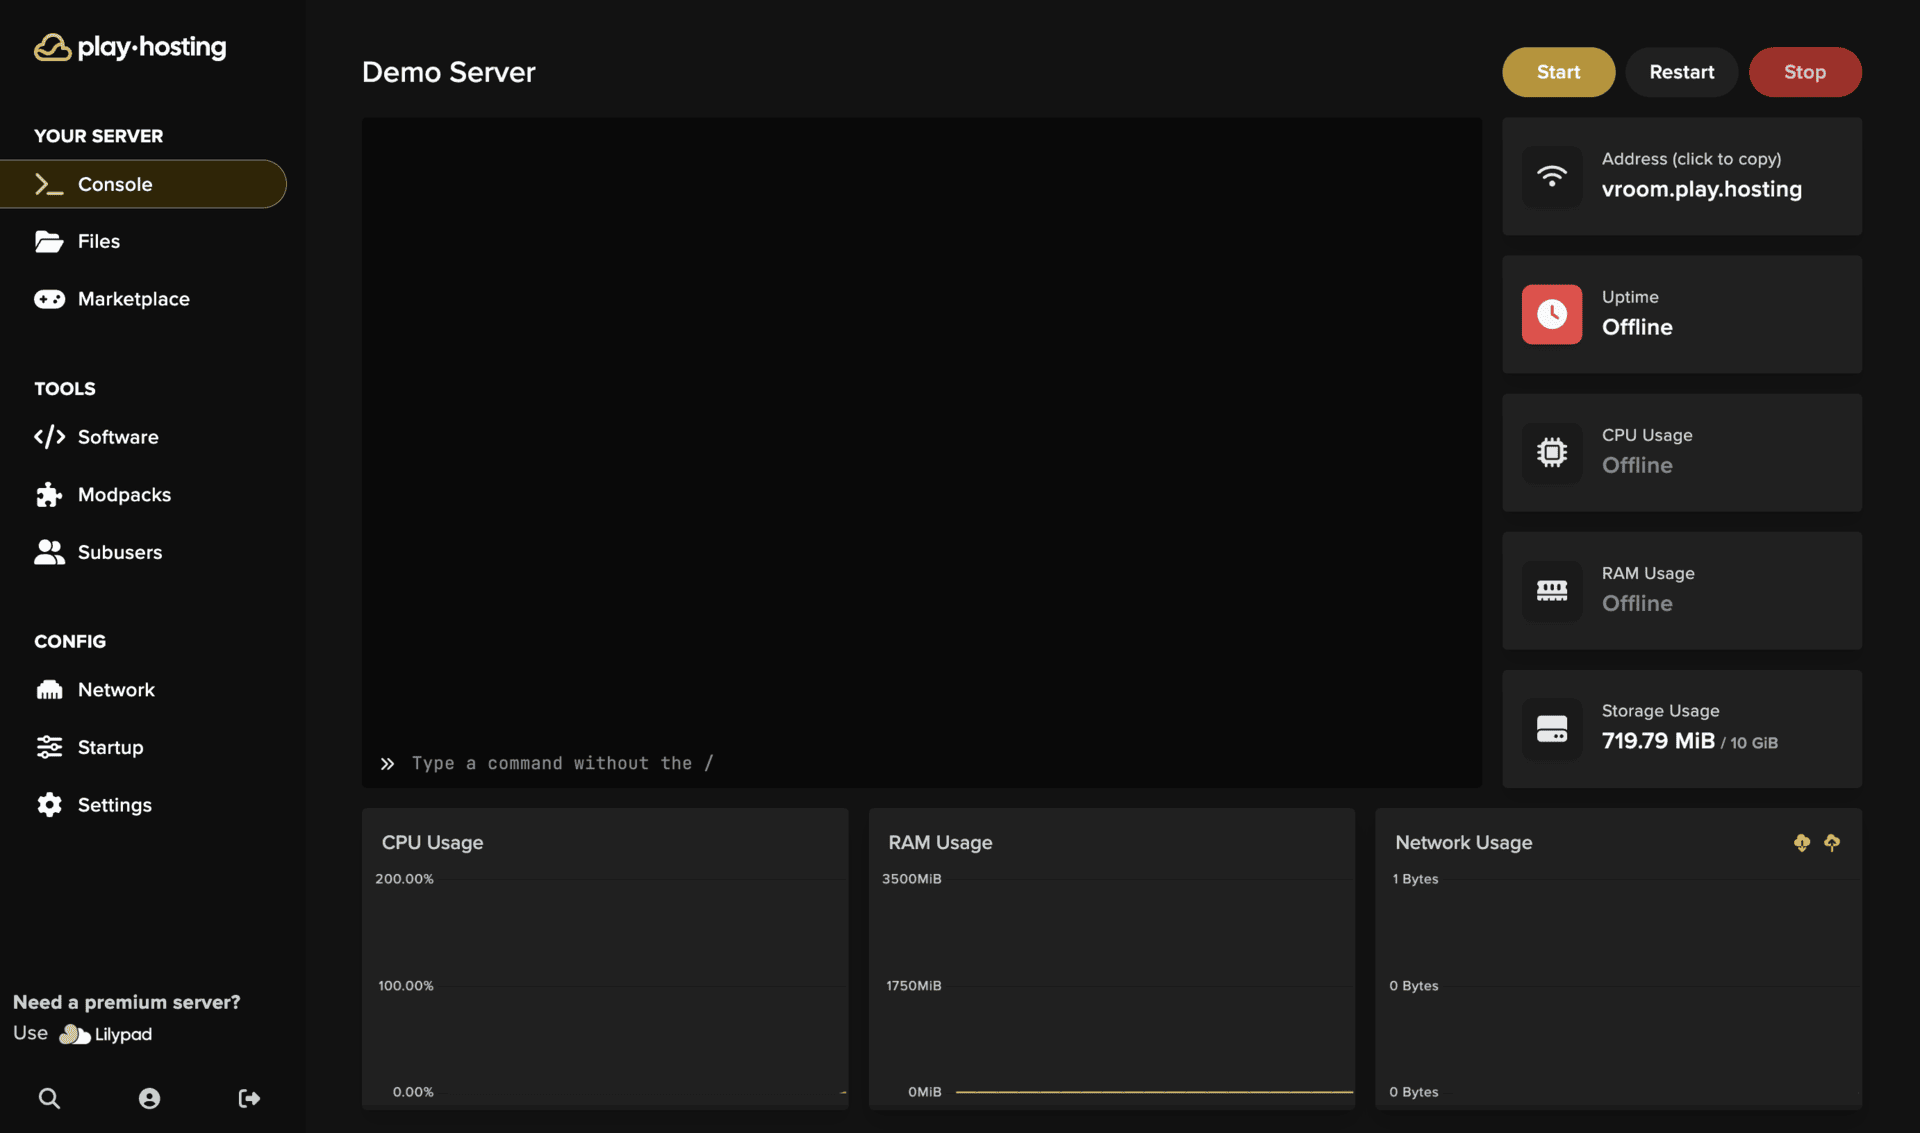 play·hosting
YOUR SERVER
Console
Files
Marketplace
TOOLS
Software
Modpacks
Subusers
CONFIG
Network
Startup
Settings
Need a premium server?
Use Lilypad
Demo Server
Start
Restart
Stop
Type a command without the /
Address (click to copy)
vroom.play.hosting
Uptime
Offline
CPU Usage
Offline
RAM Usage
Offline
Storage Usage
719.79 MiB / 10 GiB
CPU Usage
200.00%
100.00%
0.00%
RAM Usage
3500MiB
1750MiB
0MiB
Network Usage
1 Bytes
0 Bytes
0 Bytes